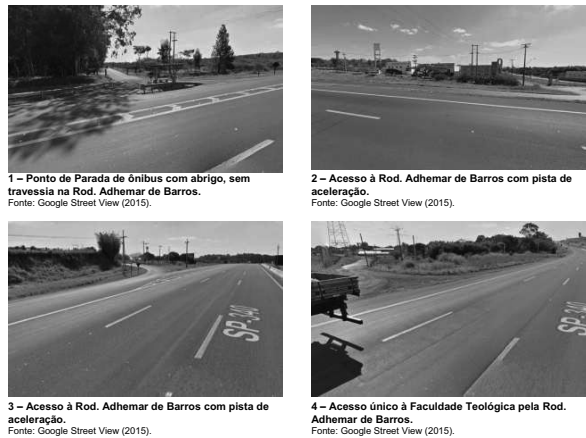 1 – Ponto de Parada de ônibus com abrigo, sem
travessia na Rod. Adhemar de Barros.
Fonte: Google Street View (2015).
2 – Acesso à Rod. Adhemar de Barros com pista de
aceleração.
Fonte: Google Street View (2015).
SP-340
3 – Acesso à Rod. Adhemar de Barros com pista de
aceleração.
Fonte: Google Street View (2015).
SP-340
4 – Acesso único à Faculdade Teológica pela Rod.
Adhemar de Barros.
Fonte: Google Street View (2015).